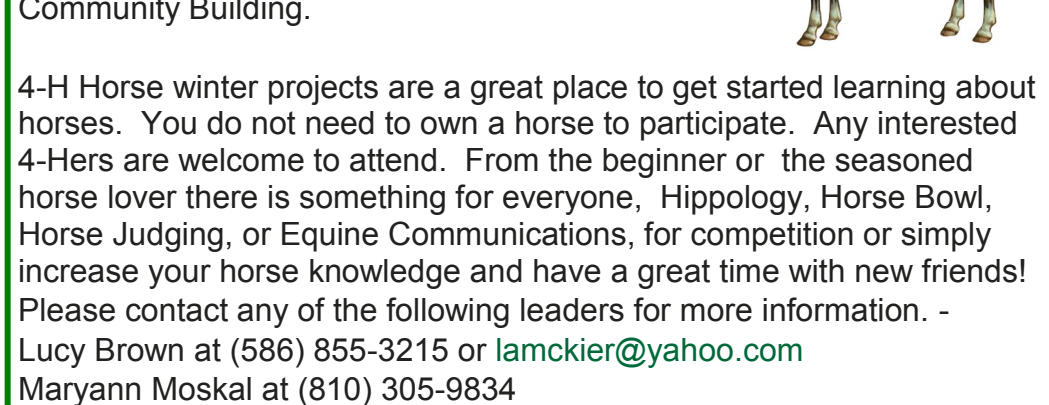 Community Building.
4-H Horse winter projects are a great place to get started learning about
horses.  You do not need to own a horse to participate.  Any interested
4-Hers are welcome to attend.  From the beginner or  the seasoned
horse lover there is something for everyone,  Hippology, Horse Bowl,
Horse Judging, or Equine Communications, for competition or simply
increase your horse knowledge and have a great time with new friends!
Please contact any of the following leaders for more information. -
Lucy Brown at (586) 855-3215 or lamckier@yahoo.com
Maryann Moskal at (810) 305-9834